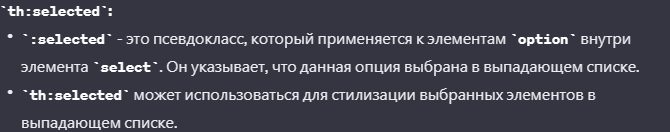 `th:selected`:
• `:selected` - это псевдокласс, который применяется к элементам `option` внутри
элемента `select`. Он указывает, что данная опция выбрана в выпадающем списке.
• `th:selected` может использоваться для стилизации выбранных элементов в
выпадающем списке.